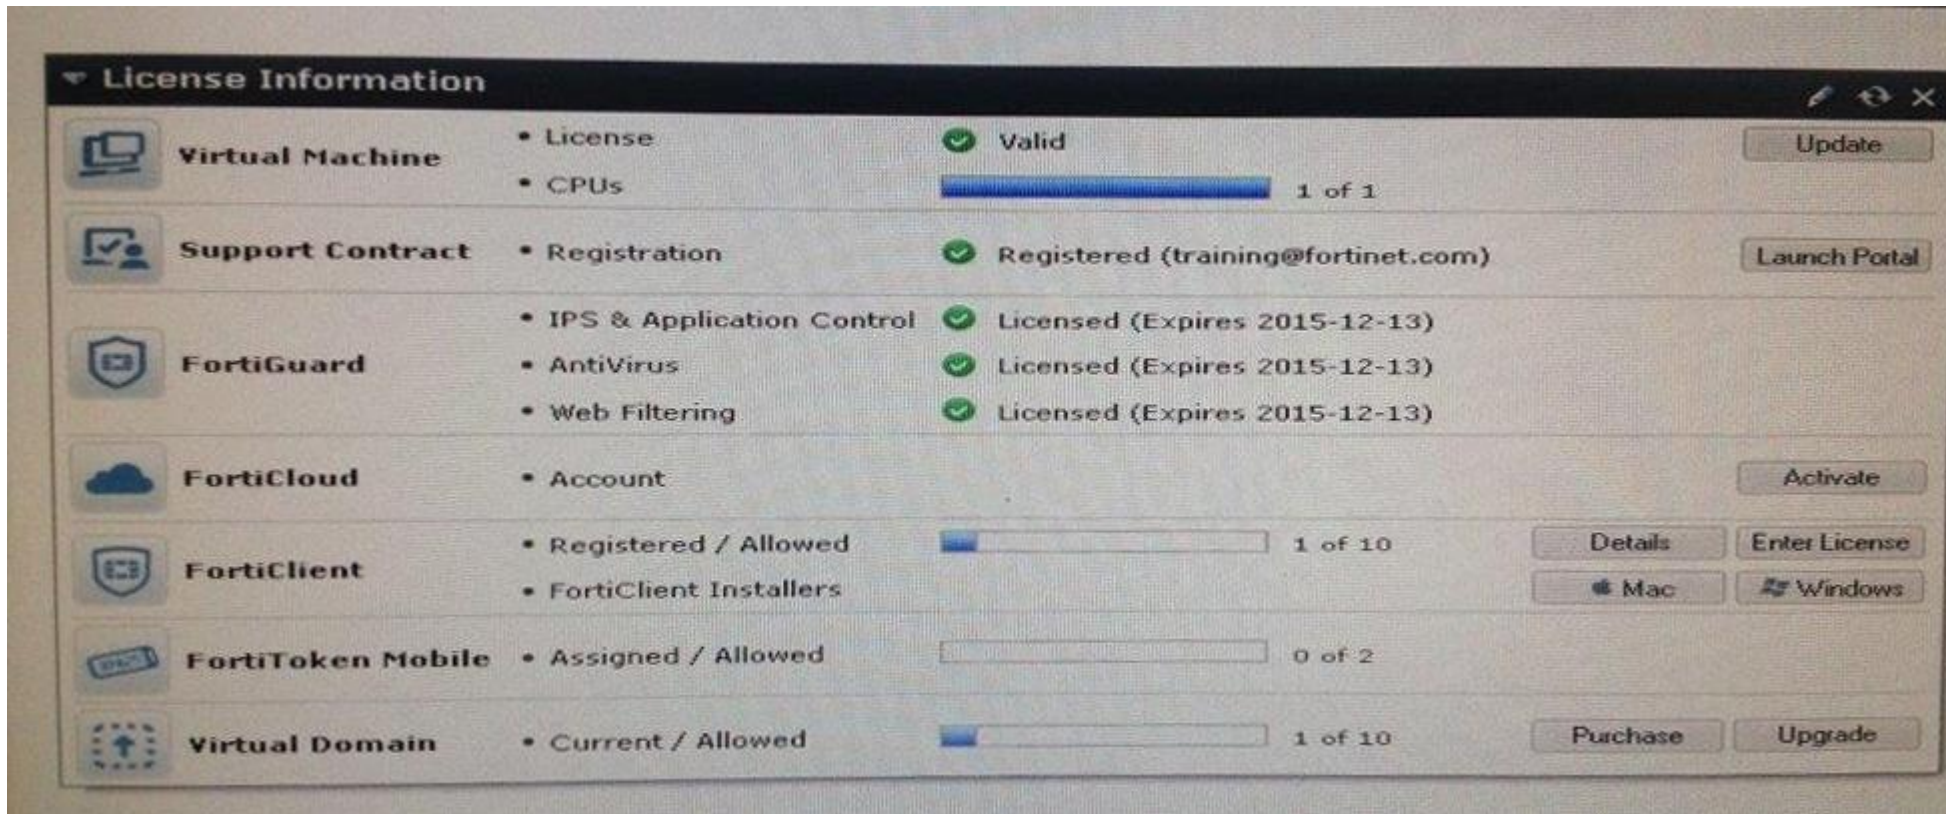 License Information
Virtual Machine
• License
Valid
Update
• CPUs
1 of 1
Support Contract
• Registration
Registered (training@fortinet.com)
Launch Portal
FortiGuard
• IPS & Application Control
Licensed (Expires 2015-12-13)
• AntiVirus
Licensed (Expires 2015-12-13)
• Web Filtering
Licensed (Expires 2015-12-13)
FortiCloud
• Account
Activate
FortiClient
• Registered / Allowed
1 of 10
Details
Enter License
• FortiClient Installers
Mac
Windows
FortiToken Mobile
• Assigned / Allowed
0 of 2
Virtual Domain
• Current / Allowed
1 of 10
Purchase
Upgrade